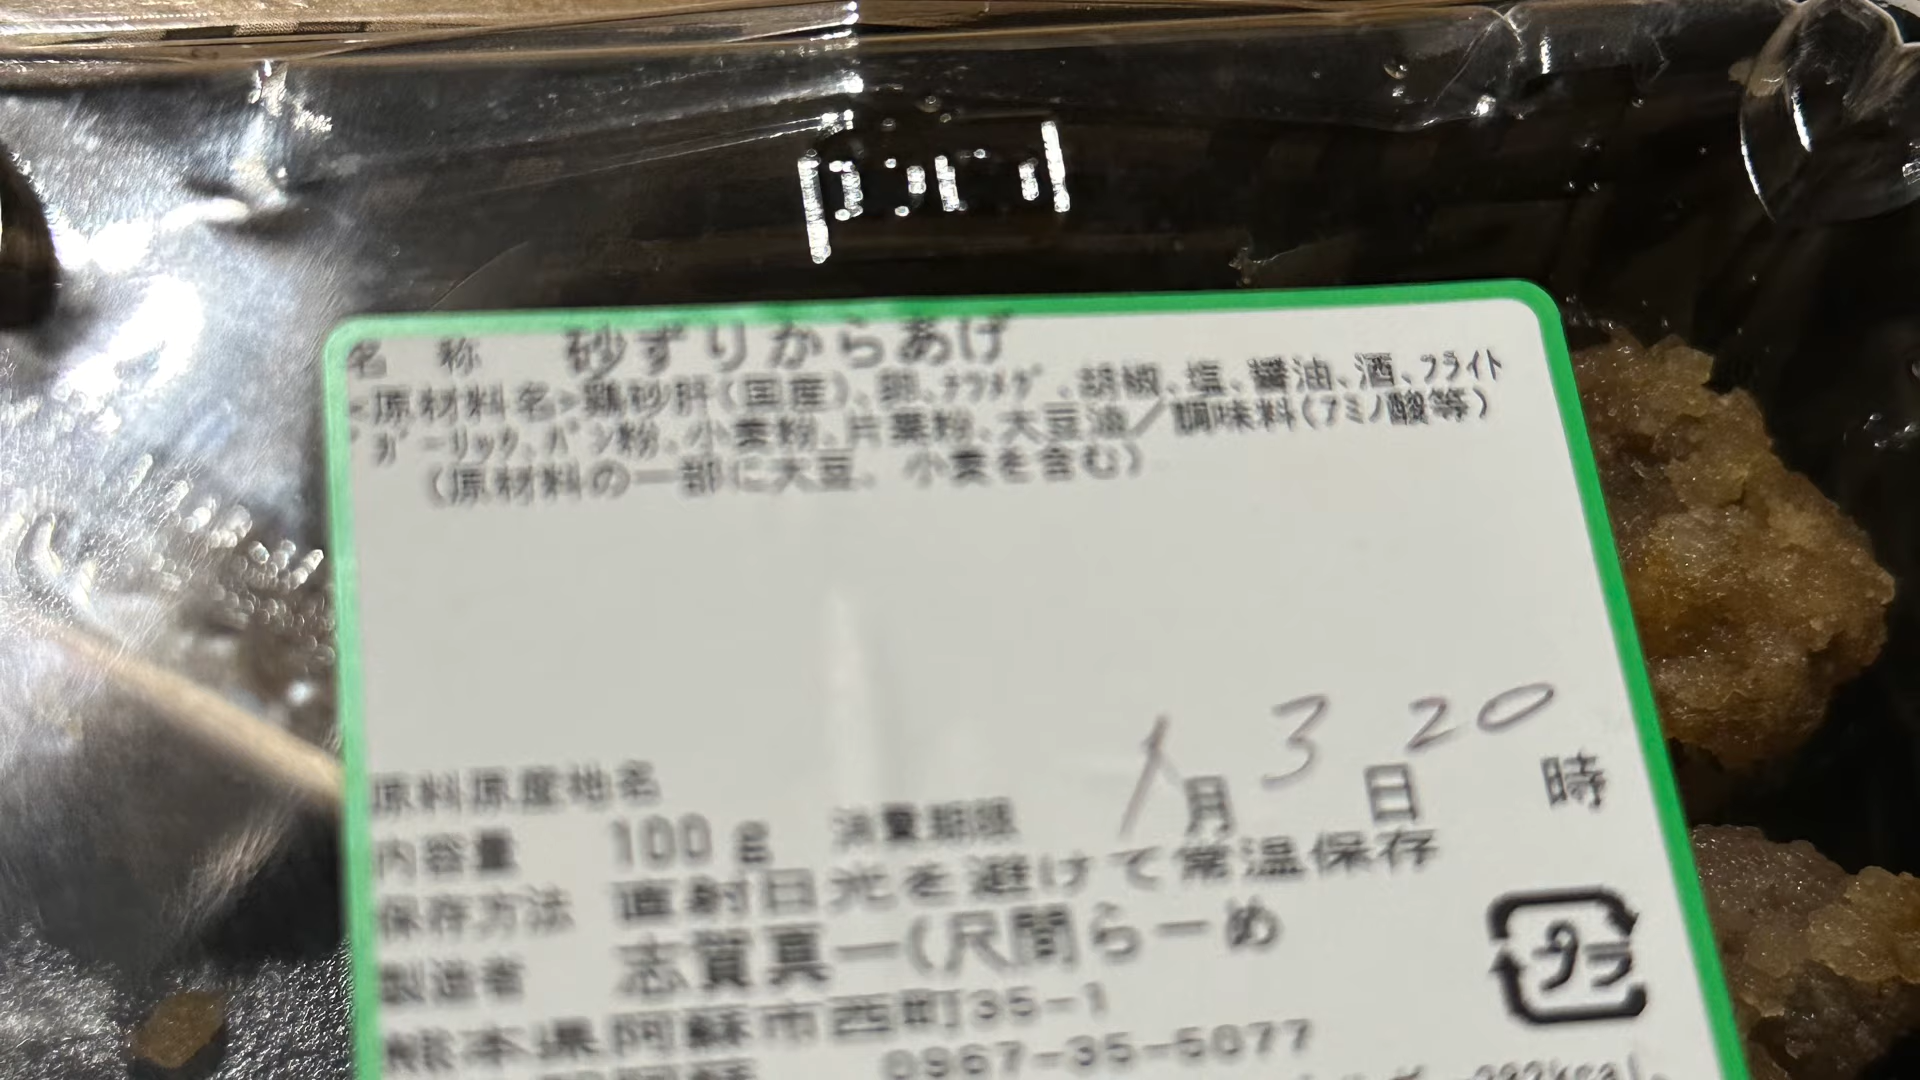 名 称 砂ずりからあげ
原材料名>鶏砂肝(国産)、卵、ナツメグ、胡椒、塩、醤油、酒、フライト
ガーリック、パン粉、小麦粉、片栗粉、大豆油/調味料(アミノ酸等)
(原材料の一部に大豆、小麦を含む)
原料原産地名
1 3 20
内容量 100g 消費期限 月 日 時
保存方法 直射日光を避けて常温保存
製造者 志賀真一(尺間らーめ
プラ
熊本県阿蘇市西町35-1
0967-35-5077